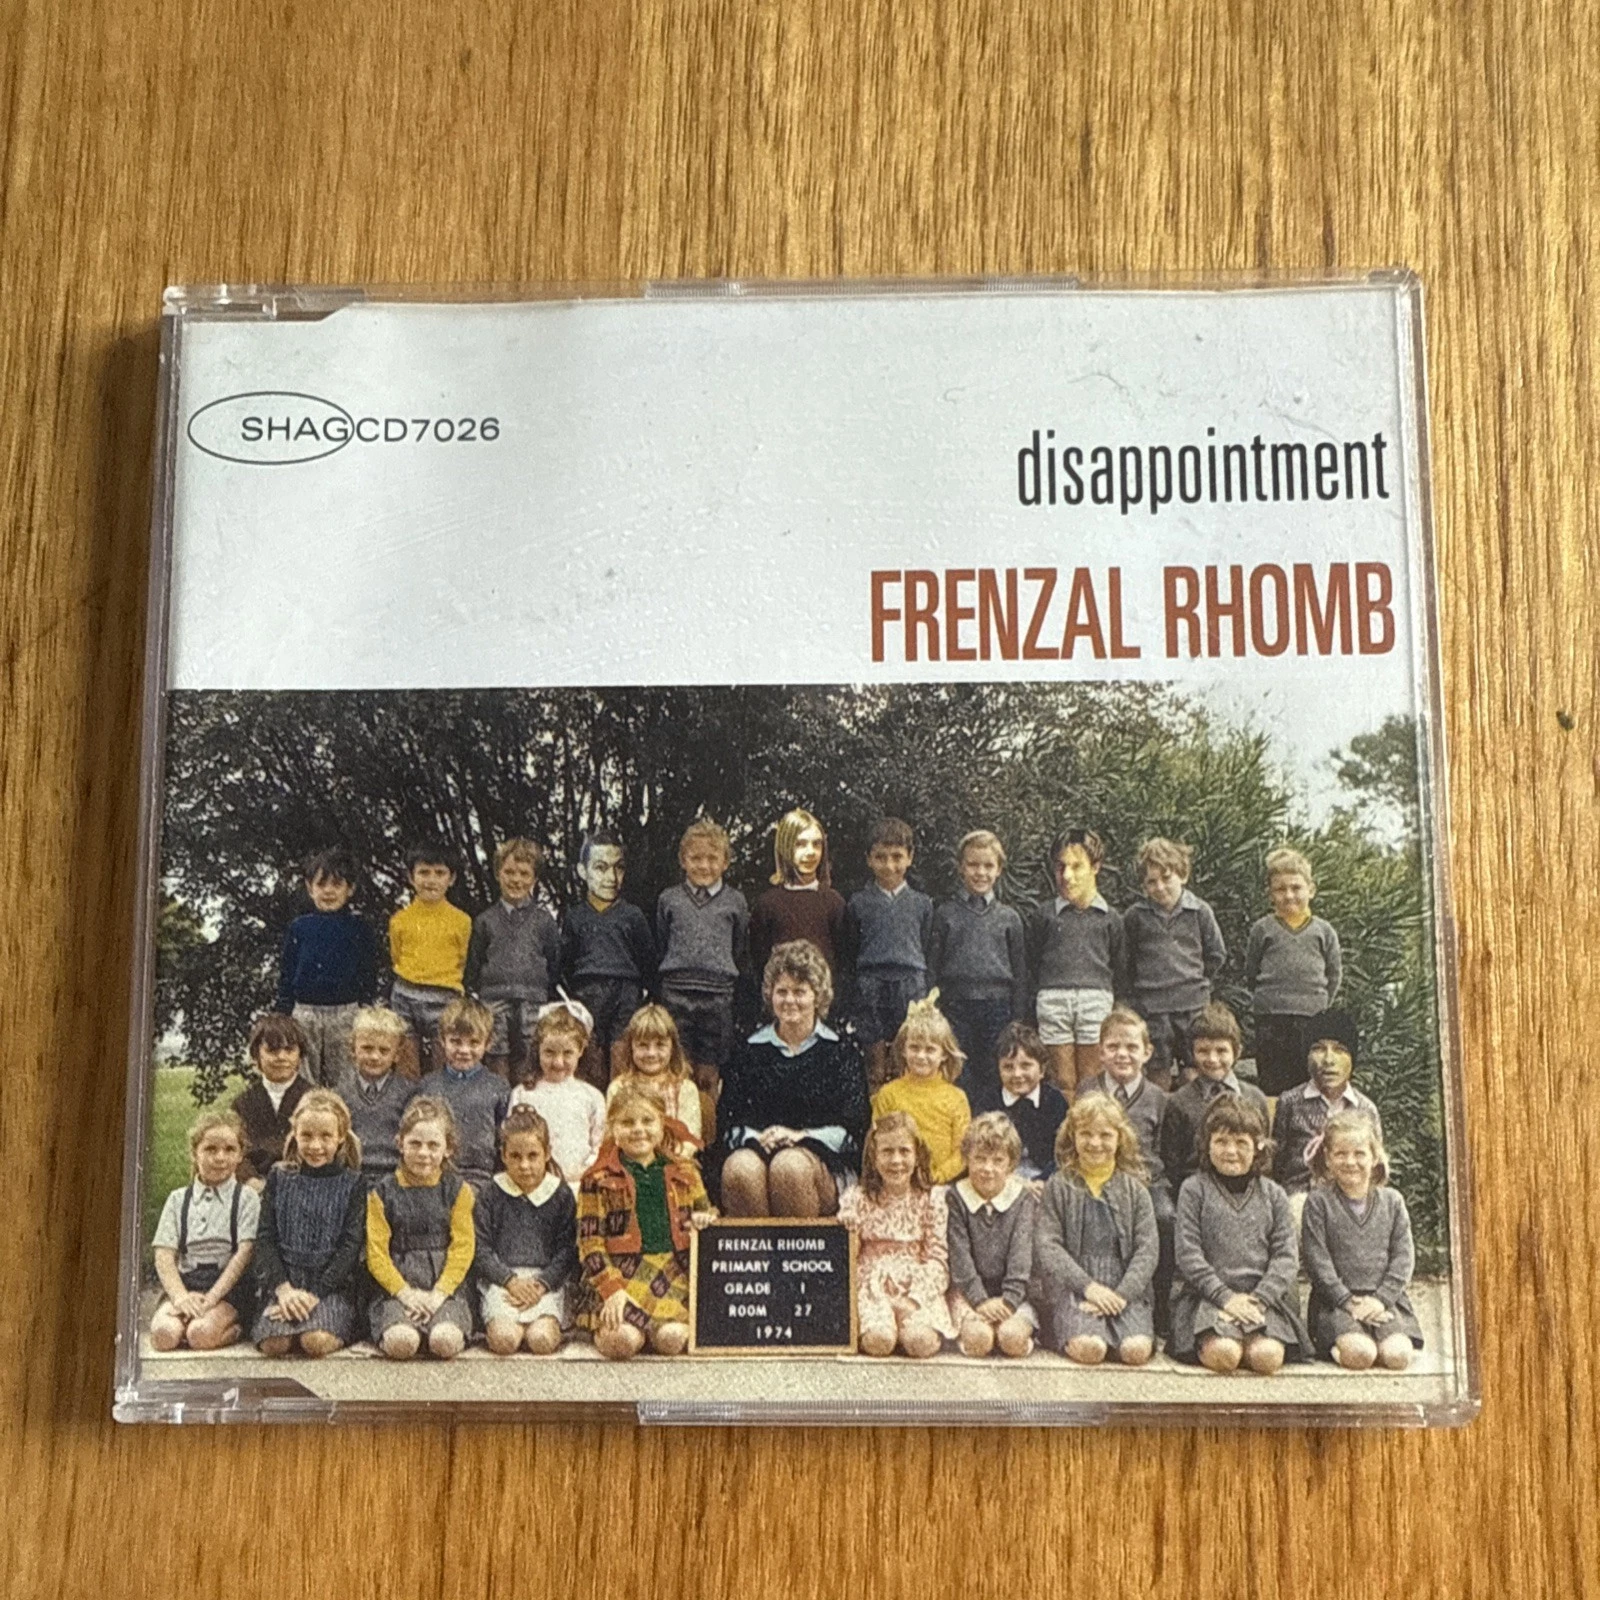 SHAGCD7026
disappointment
FRENZAL RHOMB
FRENZAL RHOMB
PRIMARY SCHOOL
GRADE 1
ROOM 27
1974